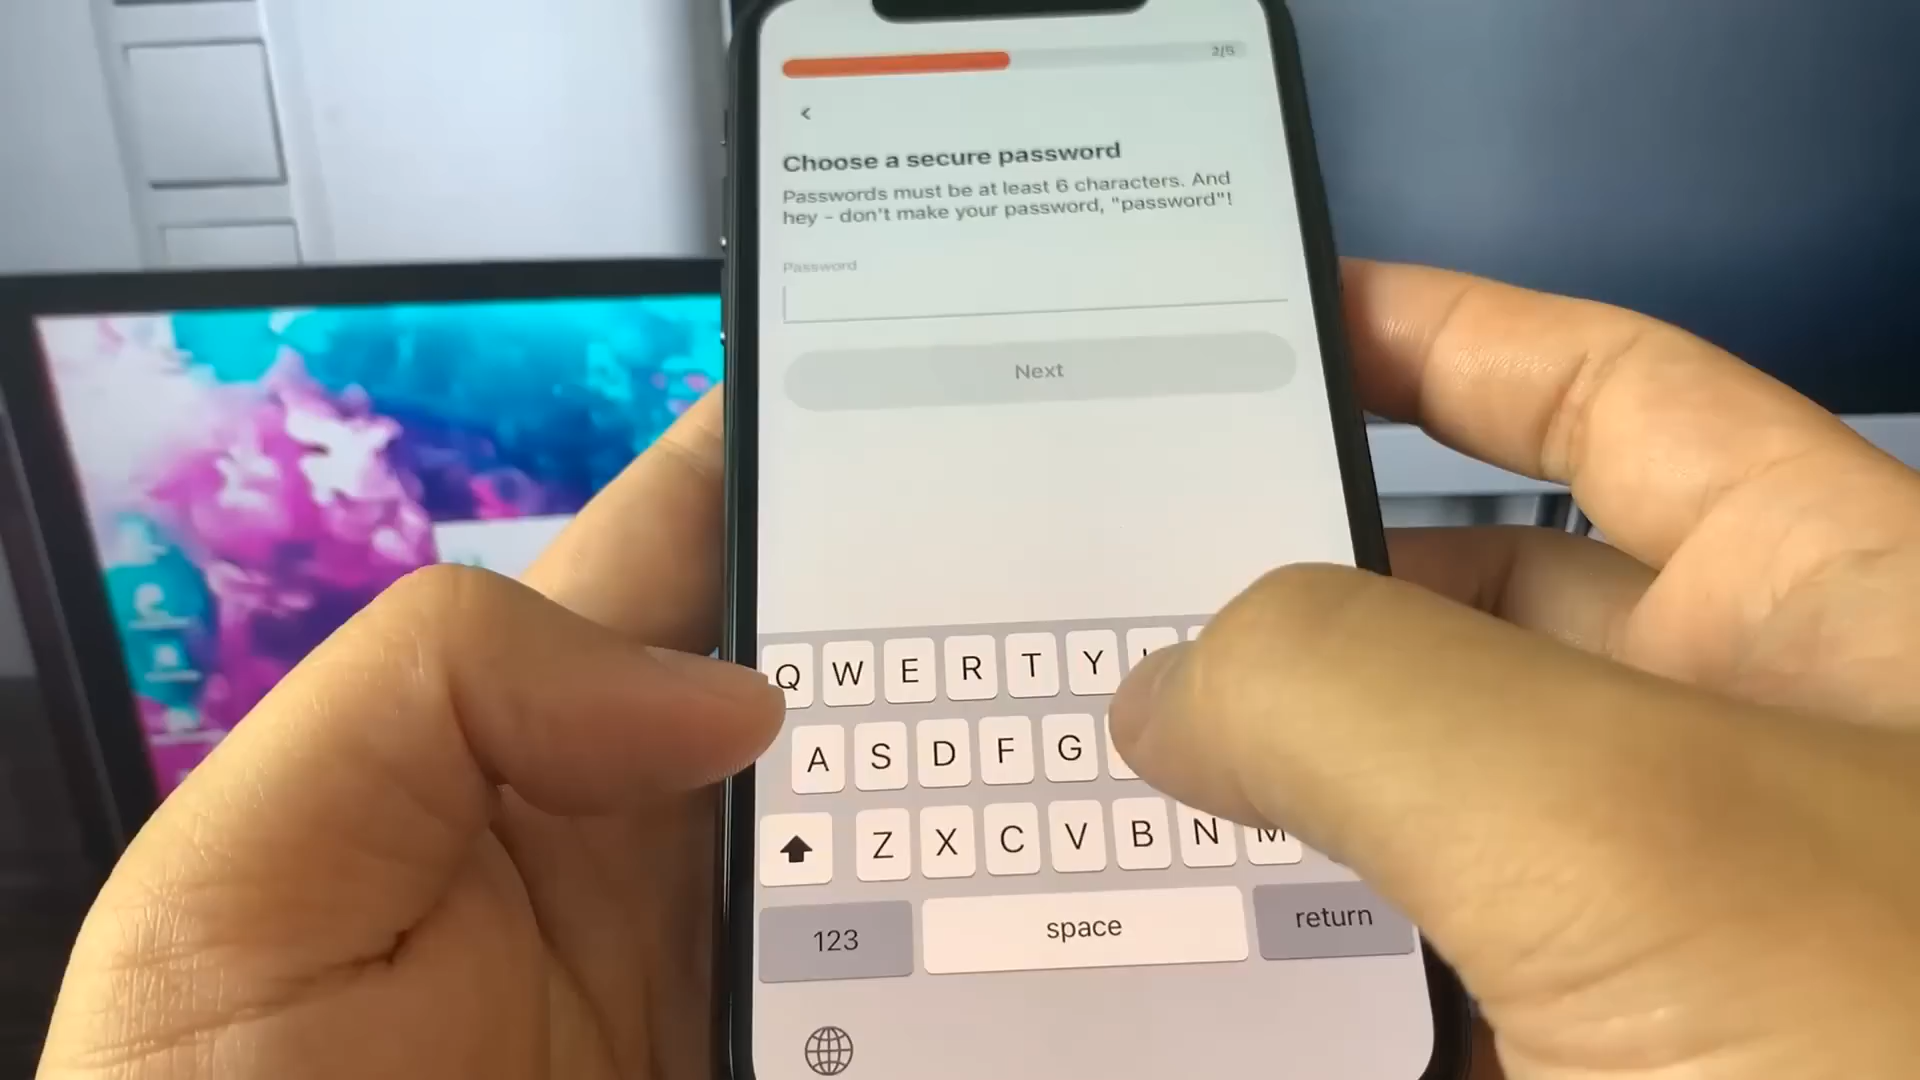 2/5
Choose a secure password
Passwords must be at least 6 characters. And
hey - don't make your password, "password"!
Password
Next
Q W E R T Y
A S D F G
Z X C V B N M
123 space return